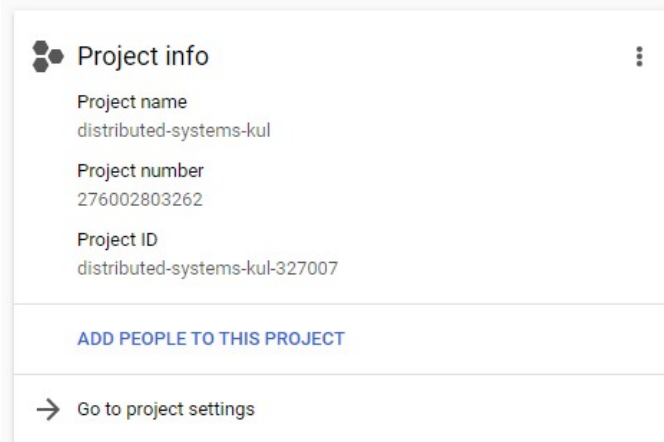 Project info
Project name
distributed-systems-kul
Project number
276002803262
Project ID
distributed-systems-kul-327007
ADD PEOPLE TO THIS PROJECT
Go to project settings